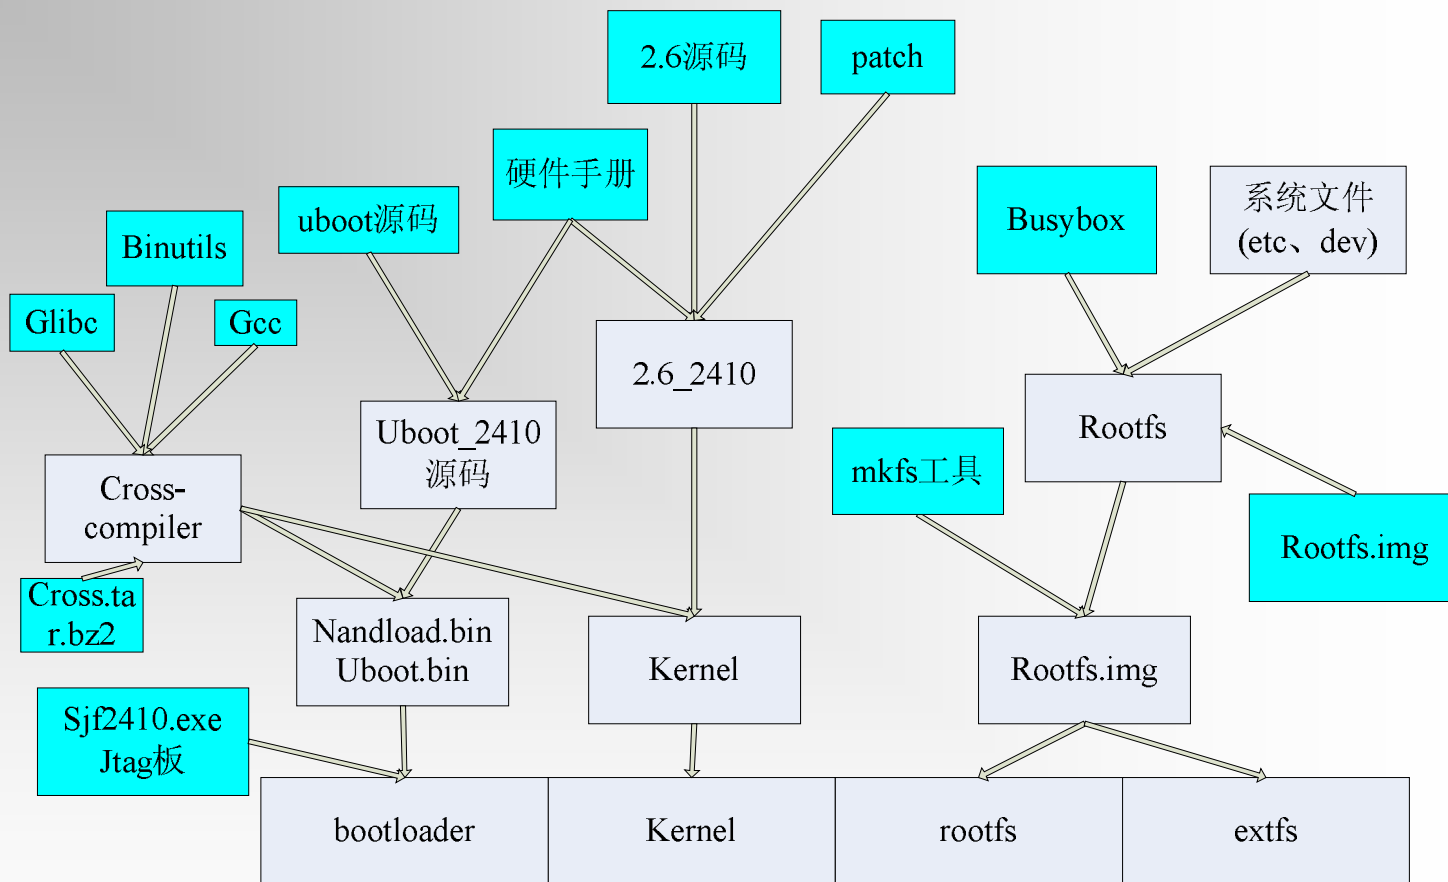 2.6源码
patch
硬件手册
uboot源码
Binutils
Glibc
Gcc
Busybox
系统文件
(etc、dev)
2.6_2410
Uboot_2410
源码
Rootfs
mkfs工具
Cross-
compiler
Rootfs.img
Cross.ta
r.bz2
Nandload.bin
Uboot.bin
Kernel
Rootfs.img
Sjf2410.exe
Jtag板
bootloader
Kernel
rootfs
extfs